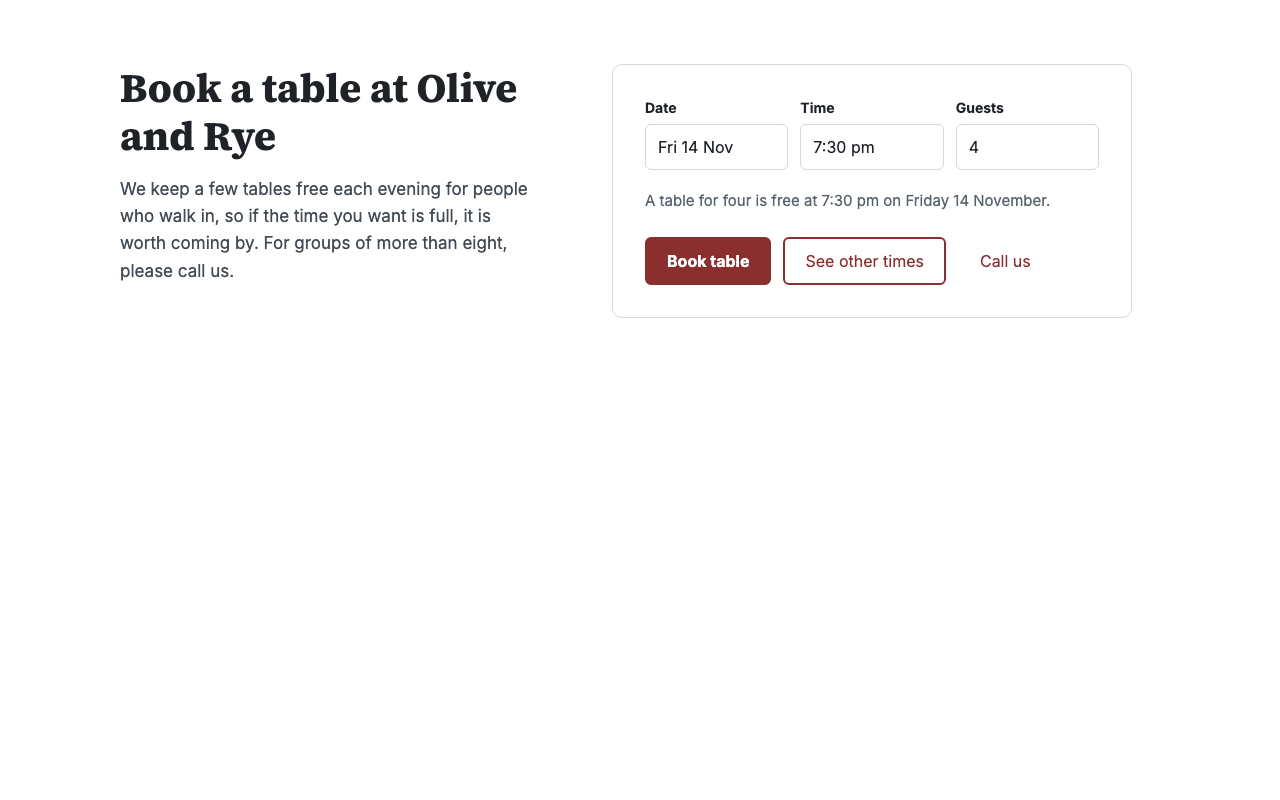 Book a table at Olive
and Rye
We keep a few tables free each evening for people
who walk in, so if the time you want is full, it is
worth coming by. For groups of more than eight,
please call us.
Date
Time
Guests
Fri 14 Nov
7:30 pm
4
A table for four is free at 7:30 pm on Friday 14 November.
Book table
See other times
Call us